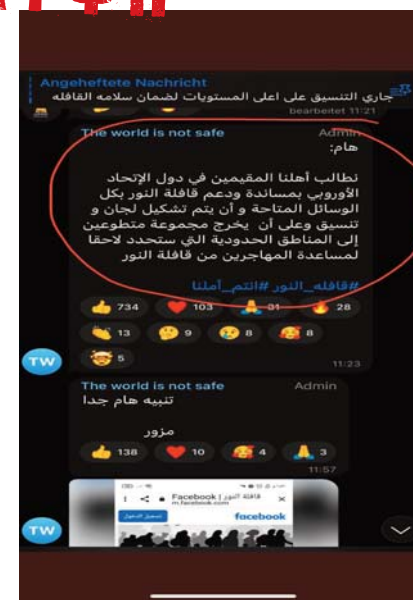 Angeheftete Nachricht
جاري التنسيق على اعلى المستويات لضمان سلامه القافله
bearbeitet 11:21
The world is not safe Admin
هام:
نطالب أهلنا المقيمين في دول الإتحاد
الأوروبي بمساندة ودعم قافلة النور بكل
الوسائل المتاحة و أن يتم تشكيل لجان و
تنسيق وعلى أن يخرج مجموعة متطوعين
إلى المناطق الحدودية التي ستحدد لاحقا
لمساعدة المهاجرين من قافلة النور
#قافله_النور #انتم_أملنا
734 103 31 28
13 9 8 8
5
11:23
TW
The world is not safe Admin
تنبيه هام جدا
مزور
138 10 4 3
11:57
قافلة النور | Facebook
m.facebook.com
تسجيل الدخول facebook
TW